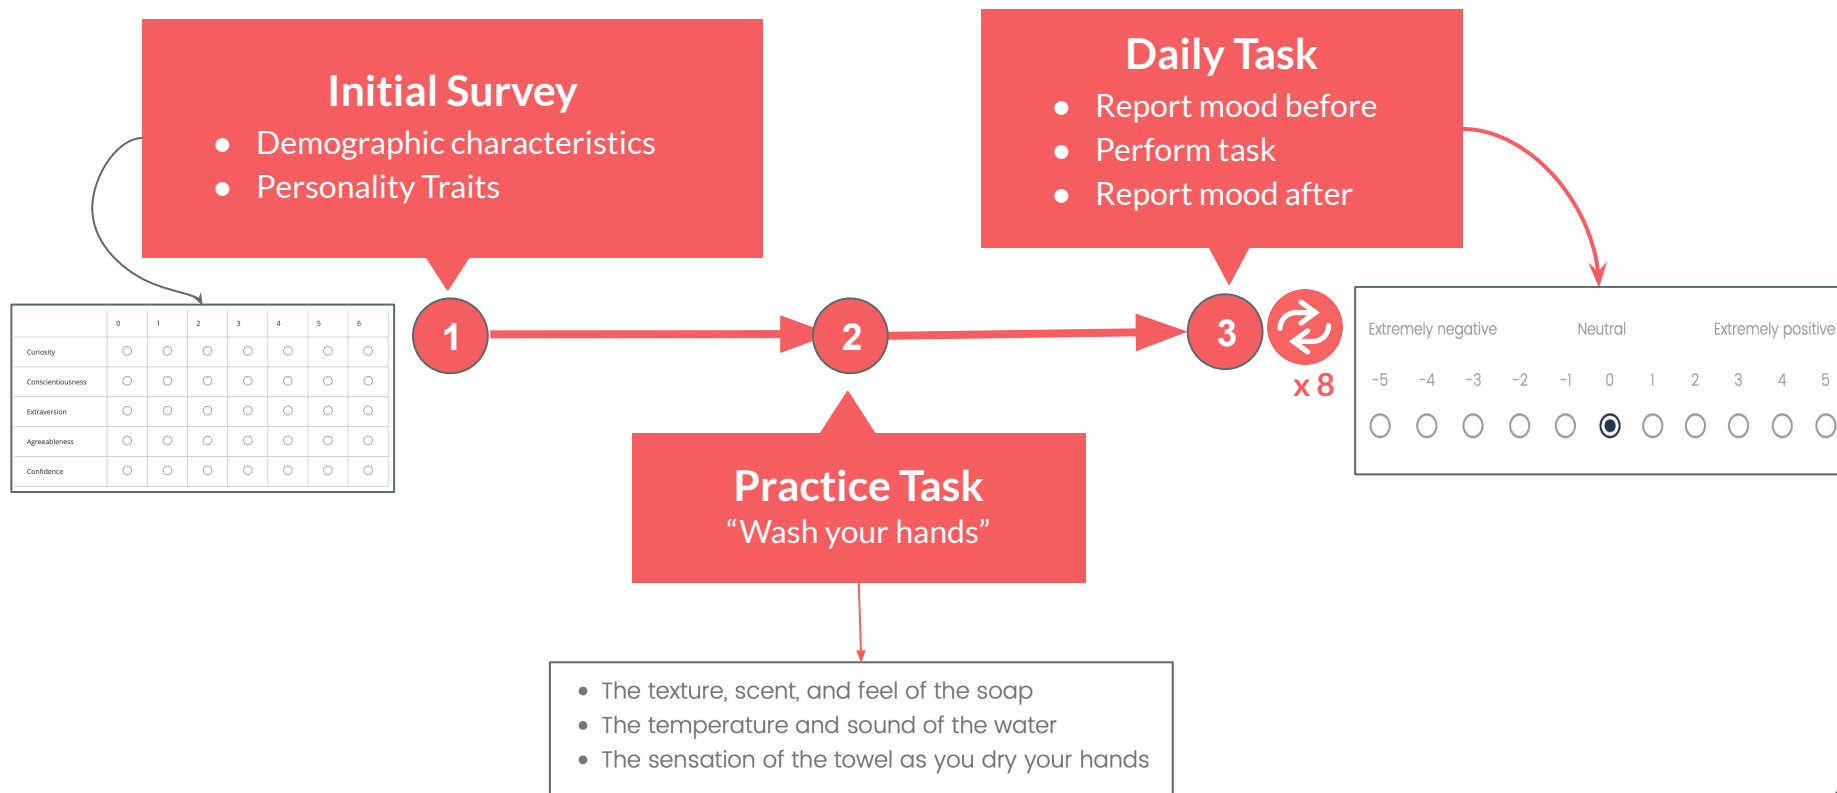 Initial Survey
● Demographic characteristics
● Personality Traits
Daily Task
● Report mood before
● Perform task
● Report mood after
0 1 2 3 4 5 6
Curiosity
Conscientiousness
Extraversion
Agreeableness
Confidence
1
2
3
x 8
Extremely negative Neutral Extremely positive
-5 -4 -3 -2 -1 0 1 2 3 4 5
Practice Task
“Wash your hands”
• The texture, scent, and feel of the soap
• The temperature and sound of the water
• The sensation of the towel as you dry your hands